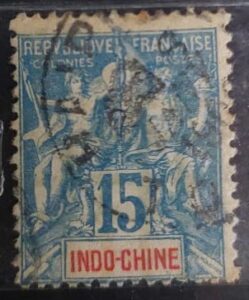 REPUBLIQUE FRANÇAISE
COLONIES POSTES
15
INDO-CHINE